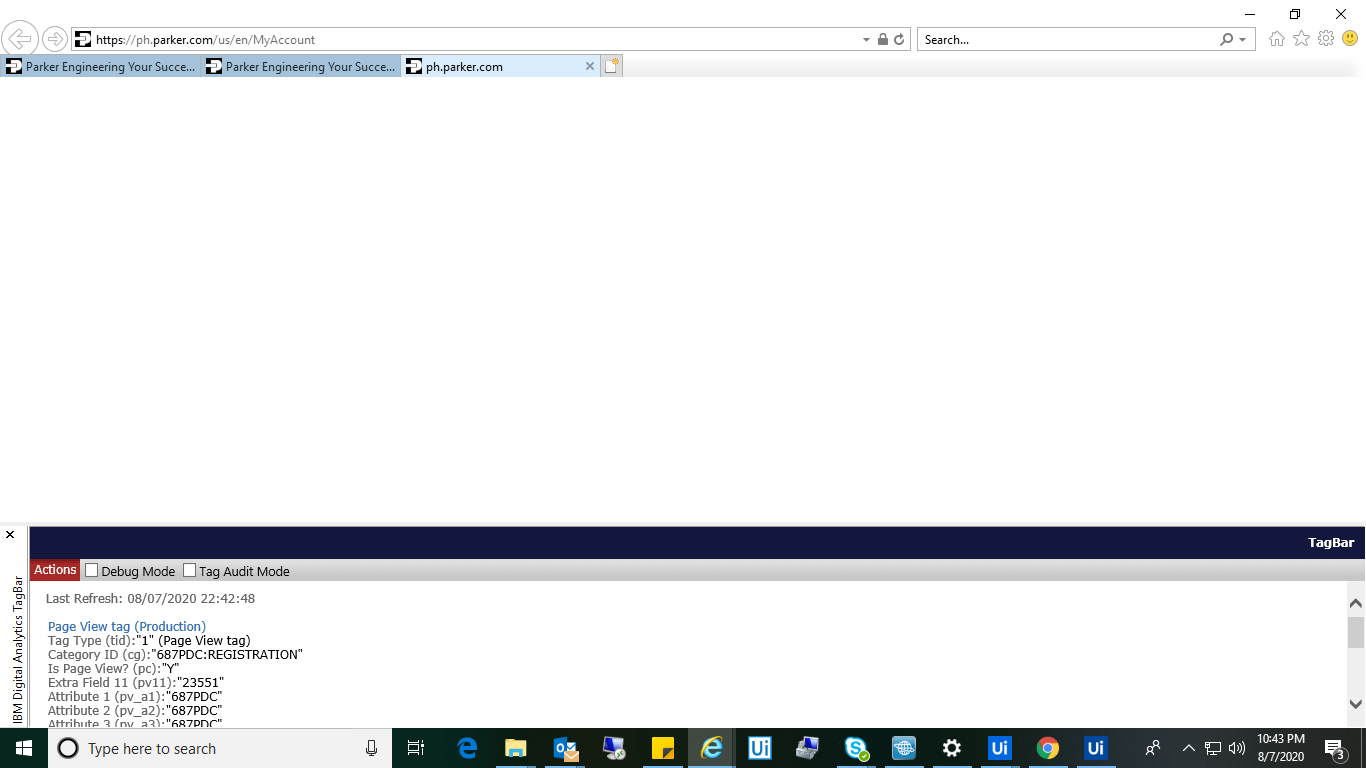 https://ph.parker.com/us/en/MyAccount
Search...
Parker Engineering Your Succe...
Parker Engineering Your Succe...
ph.parker.com
TagBar
Actions
Debug Mode
Tag Audit Mode
IBM Digital Analytics TagBar
Last Refresh: 08/07/2020 22:42:48
Page View tag (Production)
Tag Type (tid):"1" (Page View tag)
Category ID (cg):"687PDC:REGISTRATION"
Is Page View? (pc):"Y"
Extra Field 11 (pv11):"23551"
Attribute 1 (pv_a1):"687PDC"
Attribute 2 (pv_a2):"687PDC"
Attribute 3 (pv_a3):"687PDC"
Type here to search
Ui
Ui
Ui
10:43 PM
8/7/2020
3